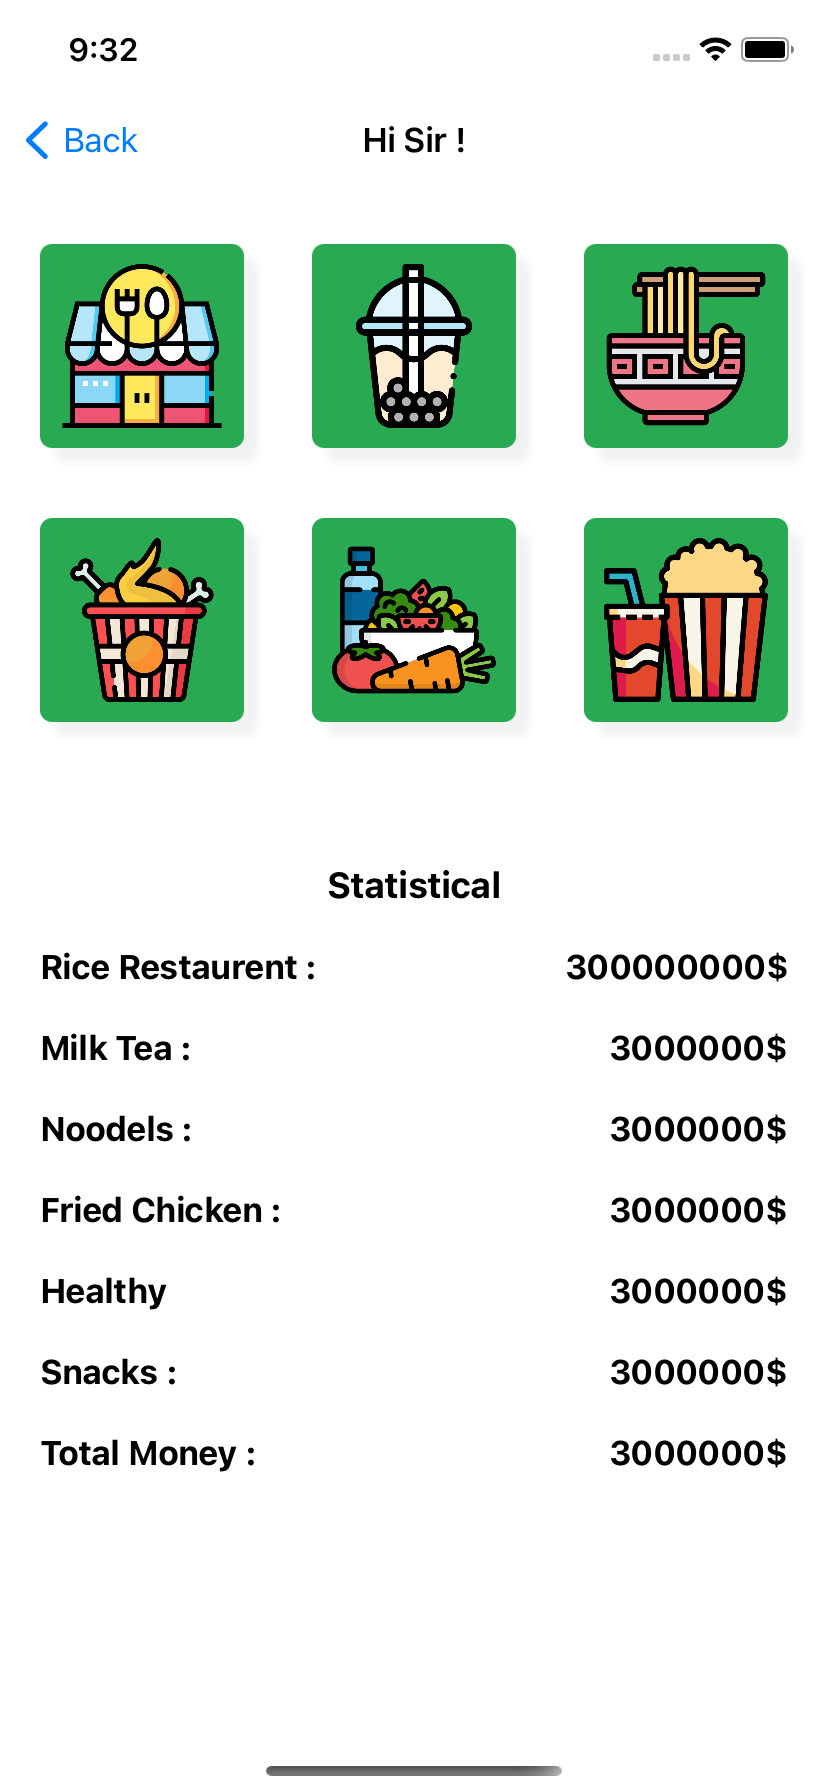 9:32
Back
Hi Sir !
Statistical
Rice Restaurent : 300000000$
Milk Tea : 3000000$
Noodels : 3000000$
Fried Chicken : 3000000$
Healthy 3000000$
Snacks : 3000000$
Total Money : 3000000$